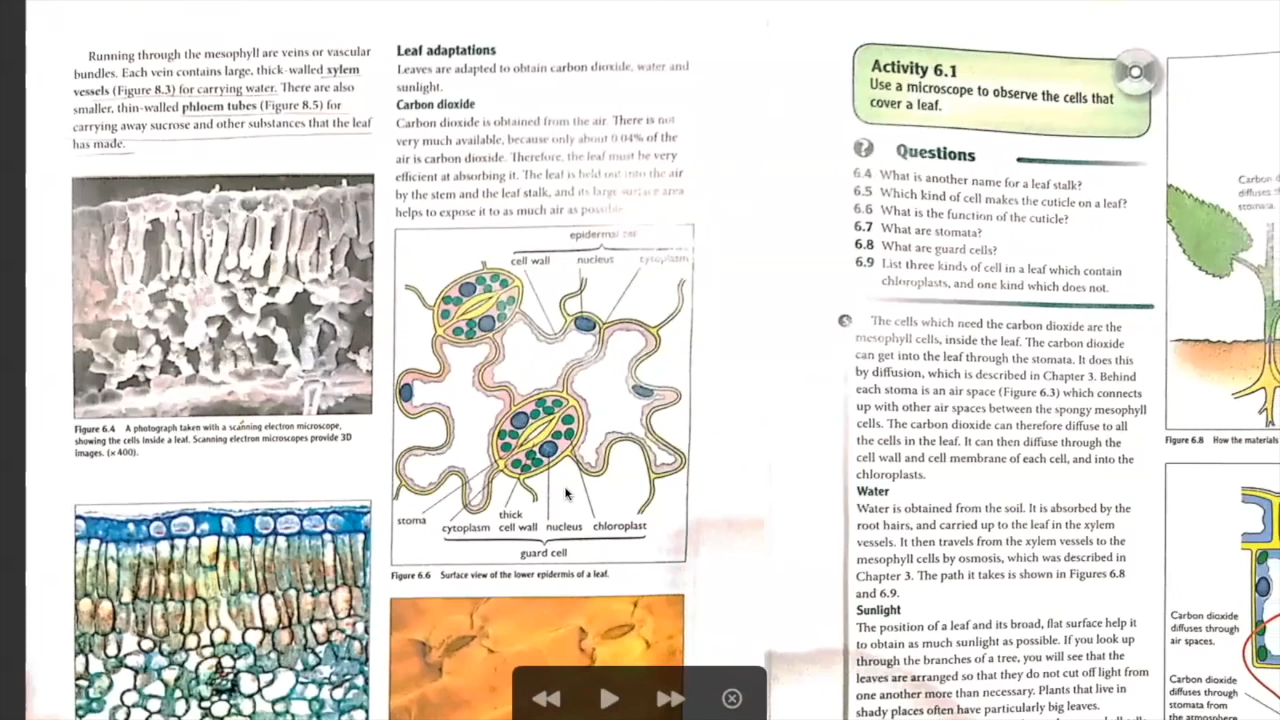 Running through the mesophyll are veins or vascular
bundles. Each vein contains large, thick-walled xylem
vessels (Figure 8.3) for carrying water. There are also
smaller, thin-walled phloem tubes (Figure 8.5) for
carrying away sucrose and other substances that the leaf
has made.
Figure 6.4 A photograph taken with a scanning electron microscope,
showing the cells inside a leaf. Scanning electron microscopes provide 3D
images. (× 400).
Leaf adaptations
Leaves are adapted to obtain carbon dioxide, water and
sunlight.
Carbon dioxide
Carbon dioxide is obtained from the air. There is not
very much available, because only about 0.04% of the
air is carbon dioxide. Therefore, the leaf must be very
efficient at absorbing it. The leaf is held out into the air
by the stem and the leaf stalk, and its large surface area
helps to expose it to as much air as possible
epidermal cell
cell wall nucleus cytoplasm
stoma
cytoplasm
thick
cell wall
nucleus
chloroplast
guard cell
Figure 6.6 Surface view of the lower epidermis of a leaf.
Activity 6.1
Use a microscope to observe the cells that
cover a leaf.
? Questions
6.4 What is another name for a leaf stalk?
6.5 Which kind of cell makes the cuticle on a leaf?
6.6 What is the function of the cuticle?
6.7 What are stomata?
6.8 What are guard cells?
6.9 List three kinds of cell in a leaf which contain
chloroplasts, and one kind which does not.
S The cells which need the carbon dioxide are the
mesophyll cells, inside the leaf. The carbon dioxide
can get into the leaf through the stomata. It does this
by diffusion, which is described in Chapter 3. Behind
each stoma is an air space (Figure 6.3) which connects
up with other air spaces between the spongy mesophyll
cells. The carbon dioxide can therefore diffuse to all
the cells in the leaf. It can then diffuse through the
cell wall and cell membrane of each cell, and into the
chloroplasts.
Water
Water is obtained from the soil. It is absorbed by the
root hairs, and carried up to the leaf in the xylem
vessels. It then travels from the xylem vessels to the
mesophyll cells by osmosis, which was described in
Chapter 3. The path it takes is shown in Figures 6.8
and 6.9.
Sunlight
The position of a leaf and its broad, flat surface help it
to obtain as much sunlight as possible. If you look up
through the branches of a tree, you will see that the
leaves are arranged so that they do not cut off light from
one another more than necessary. Plants that live in
shady places often have particularly big leaves.
Carbon
diffuses
stomata.
Figure 6.8 How the materials
Carbon dioxide
diffuses through
air spaces.
Carbon dioxide
diffuses through
stomata from
the atmosphere